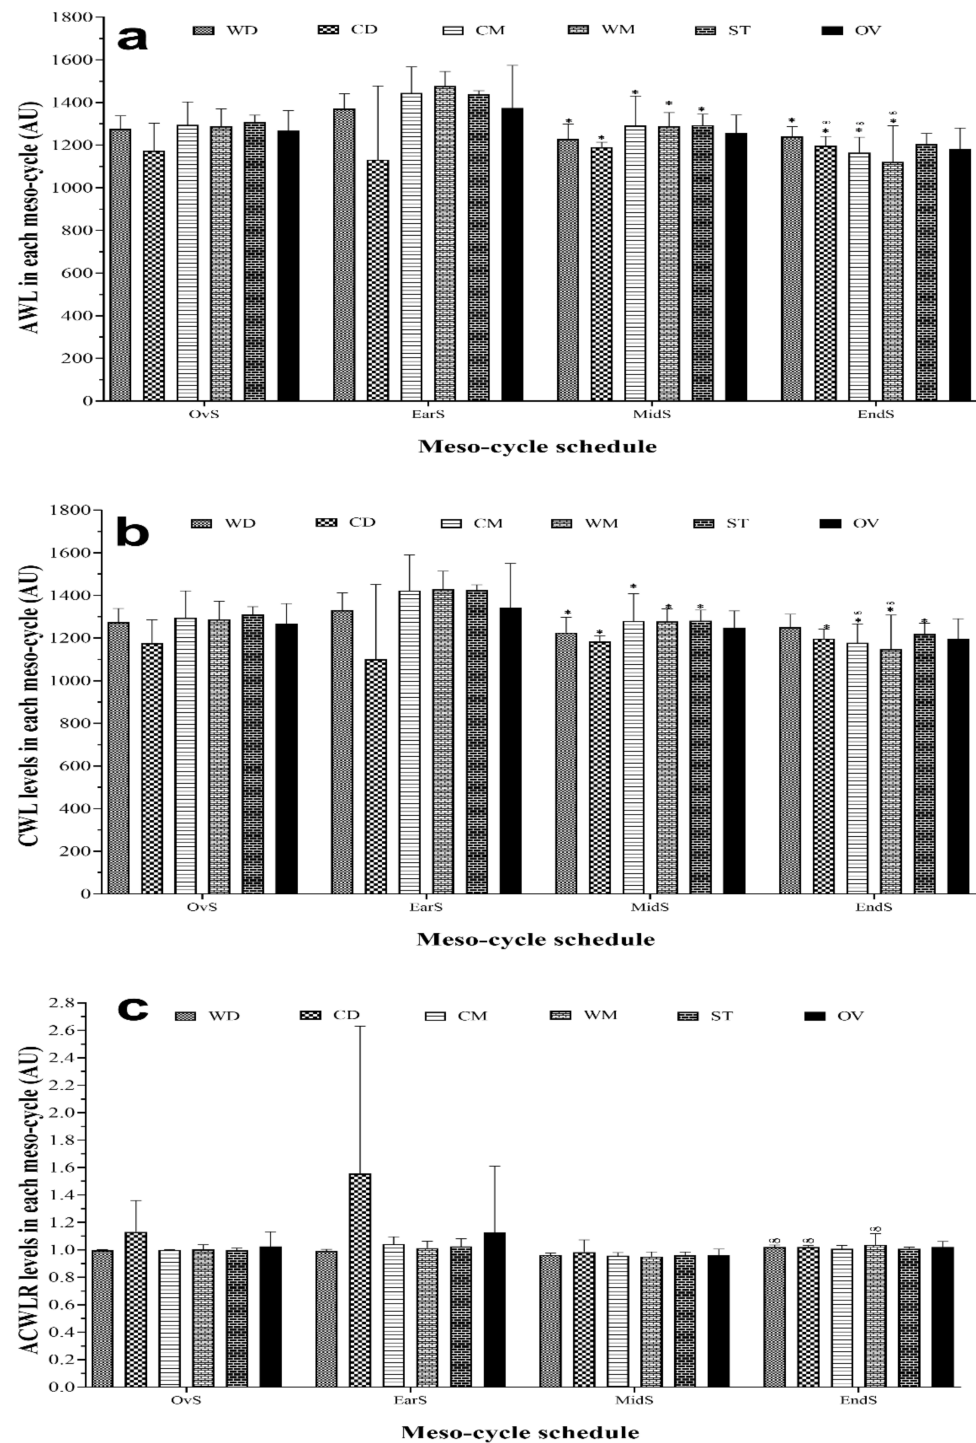 a
WD CD CM WM ST OV
AWL in each meso-cycle (AU)
1800
1600
1400
1200
1000
800
600
400
200
0
* * * * * * *& *& *&
OvS EarS MidS EndS
Meso-cycle schedule
b
WD CD CM WM ST OV
CWL levels in each meso-cycle (AU)
1800
1600
1400
1200
1000
800
600
400
200
0
* * * * * * *& *& *
OvS EarS MidS EndS
Meso-cycle schedule
c
WD CD CM WM ST OV
ACWLR levels in each meso-cycle (AU)
2.8
2.6
2.4
2.2
2.0
1.8
1.6
1.4
1.2
1.0
0.8
0.6
0.4
0.2
0.0
& & &
OvS EarS MidS EndS
Meso-cycle schedule